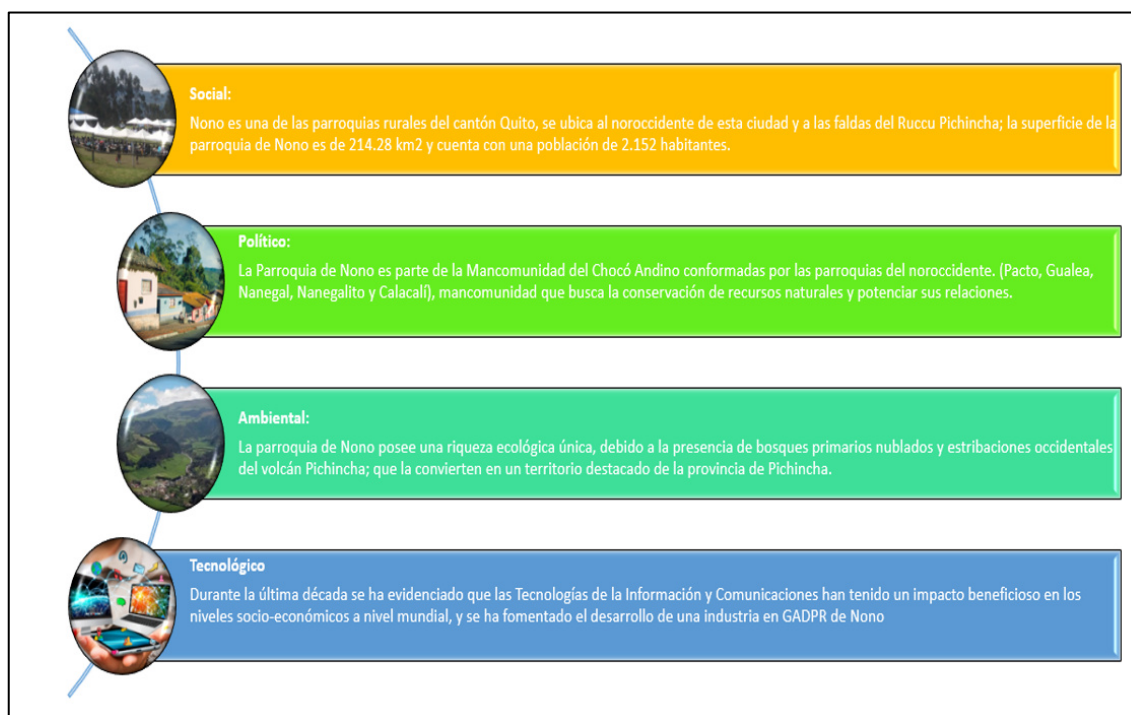 Social:
Nono es una de las parroquias rurales del cantón Quito, se ubica al noroccidente de esta ciudad y a las faldas del Ruccu Pichincha; la superficie de la
parroquia de Nono es de 214.28 km2 y cuenta con una población de 2.152 habitantes.
Político:
La Parroquia de Nono es parte de la Mancomunidad del Chocó Andino conformadas por las parroquias del noroccidente. (Pacto, Gualea,
Nanegal, Nanegalito y Calacalí), mancomunidad que busca la conservación de recursos naturales y potenciar sus relaciones.
Ambiental:
La parroquia de Nono posee una riqueza ecológica única, debido a la presencia de bosques primarios nublados y estribaciones occidentales
del volcán Pichincha; que la convierten en un territorio destacado de la provincia de Pichincha.
Tecnológico
Durante la última década se ha evidenciado que las Tecnologías de la Información y Comunicaciones han tenido un impacto beneficioso en los
niveles socio-económicos a nivel mundial, y se ha fomentado el desarrollo de una industria en GADPR de Nono